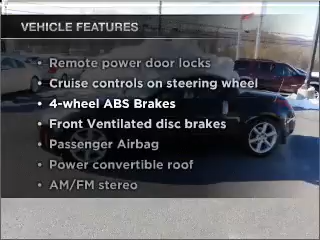 VEHICLE FEATURES
• Remote power door locks
• Cruise controls on steering wheel
• 4-wheel ABS Brakes
• Front Ventilated disc brakes
• Passenger Airbag
• Power convertible roof
• AM/FM stereo